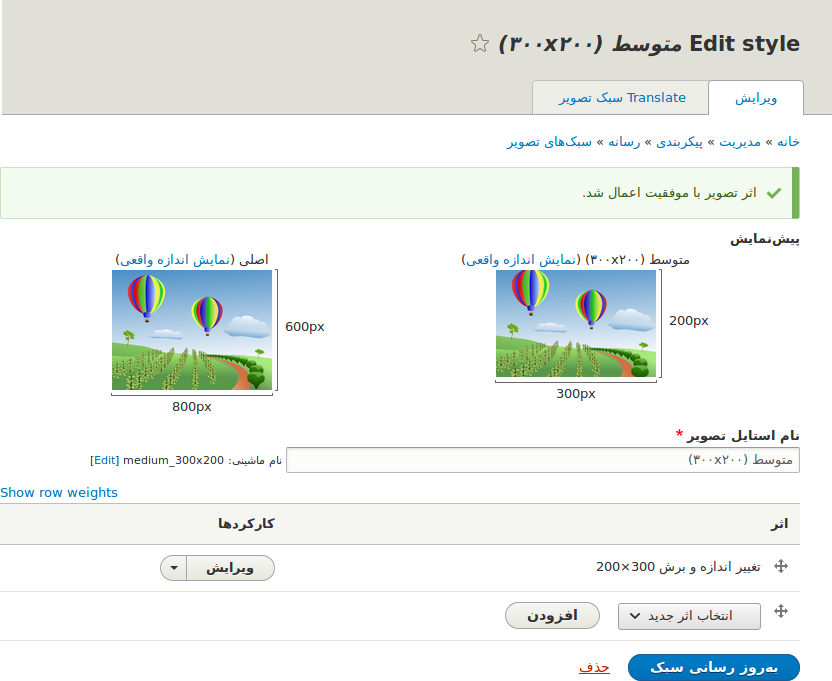 Edit style متوسط (۳۰۰x۲۰۰)
ویرایش
Translate سبک تصویر
خانه » مدیریت » پیکربندی » رسانه » سبک‌های تصویر
اثر تصویر با موفقیت اعمال شد.
پیش‌نمایش
متوسط (۳۰۰x۲۰۰) (نمایش اندازه واقعی)
200px
300px
اصلی (نمایش اندازه واقعی)
600px
800px
نام استایل تصویر *
متوسط (۳۰۰x۲۰۰)
نام ماشینی: medium_300x200 [Edit]
Show row weights
اثر
کارکردها
تغییر اندازه و برش 300×200
ویرایش
انتخاب اثر جدید
افزودن
به‌روز رسانی سبک
حذف